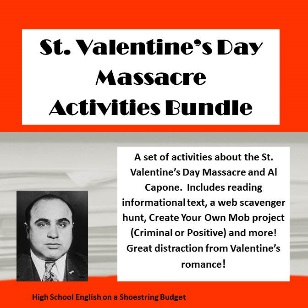 St. Valentine's Day
Massacre
Activities Bundle
A set of activities about the St.
Valentine's Day Massacre and Al
Capone. Includes reading
informational text, a web scavenger
hunt, Create Your Own Mob project
(Criminal or Positive) and more!
Great distraction from Valentine's
romance!
High School English on a Shoestring Budget